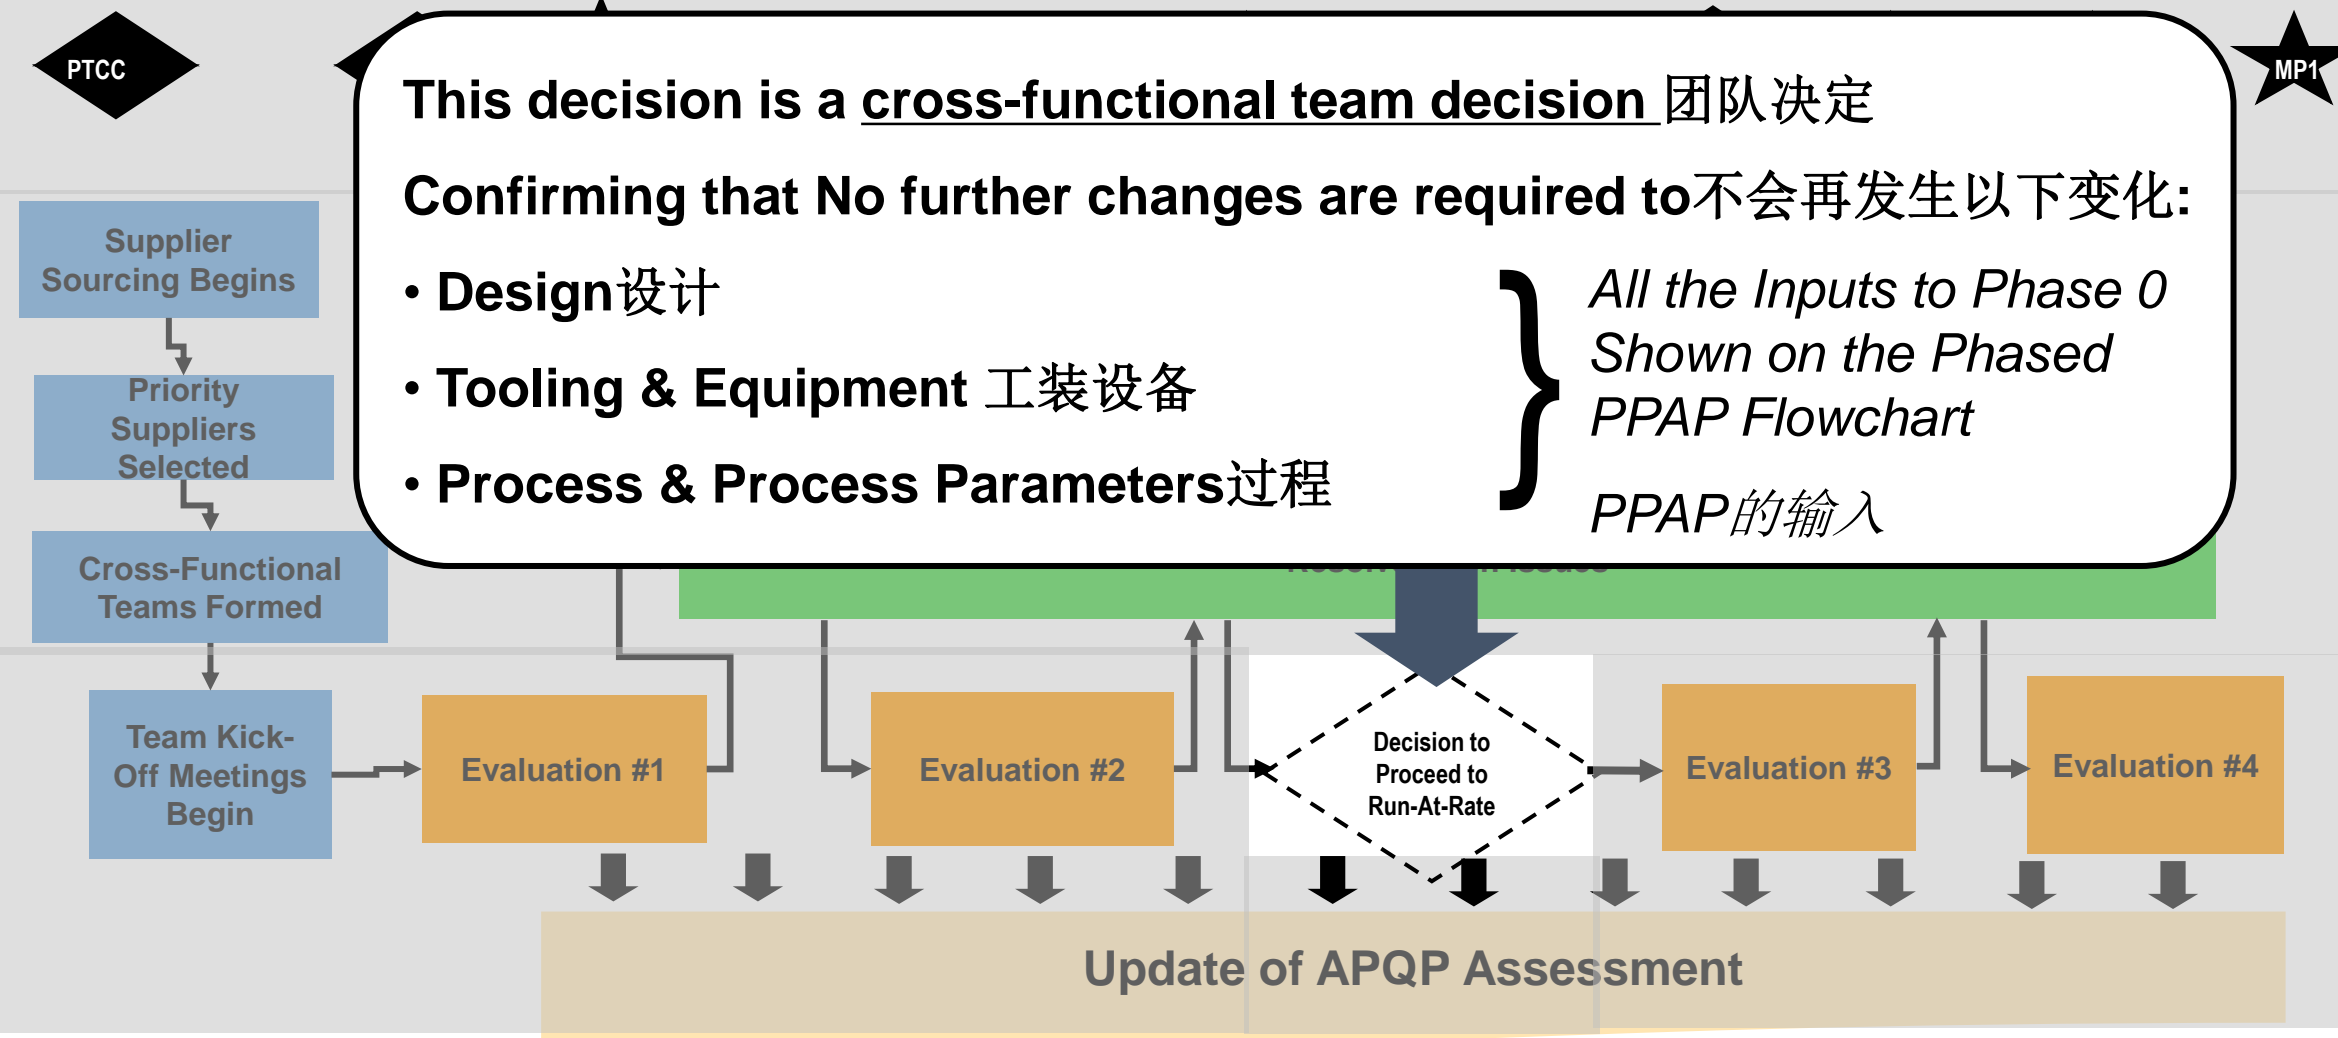 PTCC
MP1
This decision is a cross-functional team decision 团队决定
Confirming that No further changes are required to不会再发生以下变化:
• Design设计
• Tooling & Equipment 工装设备
• Process & Process Parameters过程
All the Inputs to Phase 0
Shown on the Phased
PPAP Flowchart
PPAP的输入
Supplier
Sourcing Begins
Priority
Suppliers
Selected
Cross-Functional
Teams Formed
Team Kick-
Off Meetings
Begin
Evaluation #1
Evaluation #2
Decision to
Proceed to
Run-At-Rate
Evaluation #3
Evaluation #4
Update of APQP Assessment